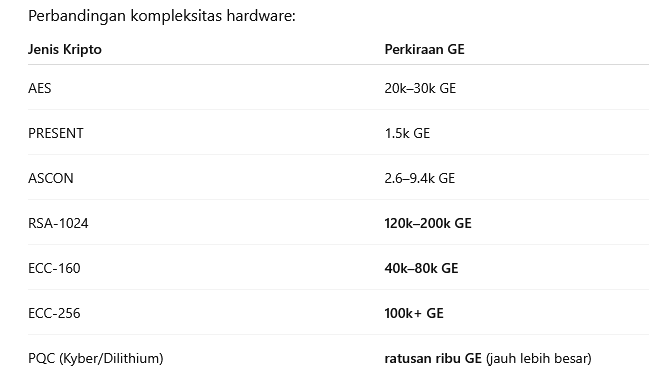 Perbandingan kompleksitas hardware:
Jenis Kripto Perkiraan GE
AES 20k–30k GE
PRESENT 1.5k GE
ASCON 2.6–9.4k GE
RSA-1024 120k–200k GE
ECC-160 40k–80k GE
ECC-256 100k+ GE
PQC (Kyber/Dilithium) ratusan ribu GE (jauh lebih besar)